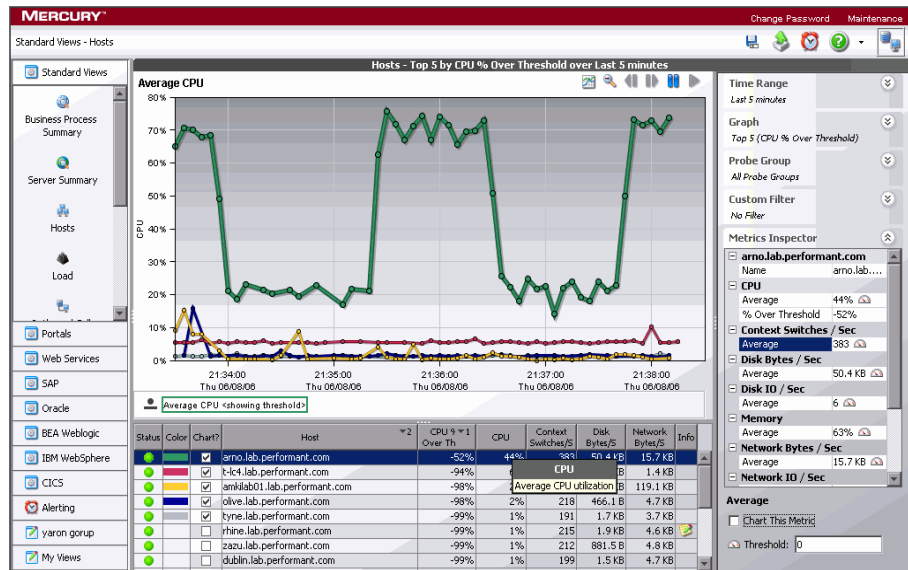 MERCURY™
Change Password Maintenance
Standard Views - Hosts
Standard Views
Business Process
Summary
Server Summary
Hosts
Load
Portals
Web Services
SAP
Oracle
BEA Weblogic
IBM WebSphere
CICS
Alerting
yaron gorup
My Views
Hosts - Top 5 by CPU % Over Threshold over Last 5 minutes
Average CPU
80%
70%
60%
50%
40%
30%
20%
10%
0%
CPU
21:34:00 21:35:00 21:36:00 21:37:00 21:38:00
Thu 06/08/06 Thu 06/08/06 Thu 06/08/06 Thu 06/08/06 Thu 06/08/06
Average CPU <showing threshold>
Status Color Chart? Host 2 CPU % 1 Over Th CPU Context Switches/S Disk Bytes/S Network Bytes/S Info
arno.lab.performant.com -52% 44% 383 50.4 KB 15.7 KB
t-lc4.lab.performant.com -94% 1.4 KB
amkilab01.lab.performant.com -98% 119.1 KB
olive.lab.performant.com -98% 2% 218 466.1 B 4.7 KB
tyne.lab.performant.com -99% 1% 191 1.7 KB 3.7 KB
rhine.lab.performant.com -99% 1% 215 1.9 KB 4.6 KB
zazu.lab.performant.com -99% 1% 212 881.5 B 4.8 KB
dublin.lab.performant.com -99% 1% 199 1.5 KB 4.7 KB
CPU
Average CPU utilization
Time Range
Last 5 minutes
Graph
Top 5 (CPU % Over Threshold)
Probe Group
All Probe Groups
Custom Filter
No Filter
Metrics Inspector
arno.lab.performant.com
Name arno.lab....
CPU
Average 44%
% Over Threshold -52%
Context Switches / Sec
Average 383
Disk Bytes / Sec
Average 50.4 KB
Disk IO / Sec
Average 6
Memory
Average 63%
Network Bytes / Sec
Average 15.7 KB
Network IO / Sec
Average
Chart This Metric
Threshold: 0